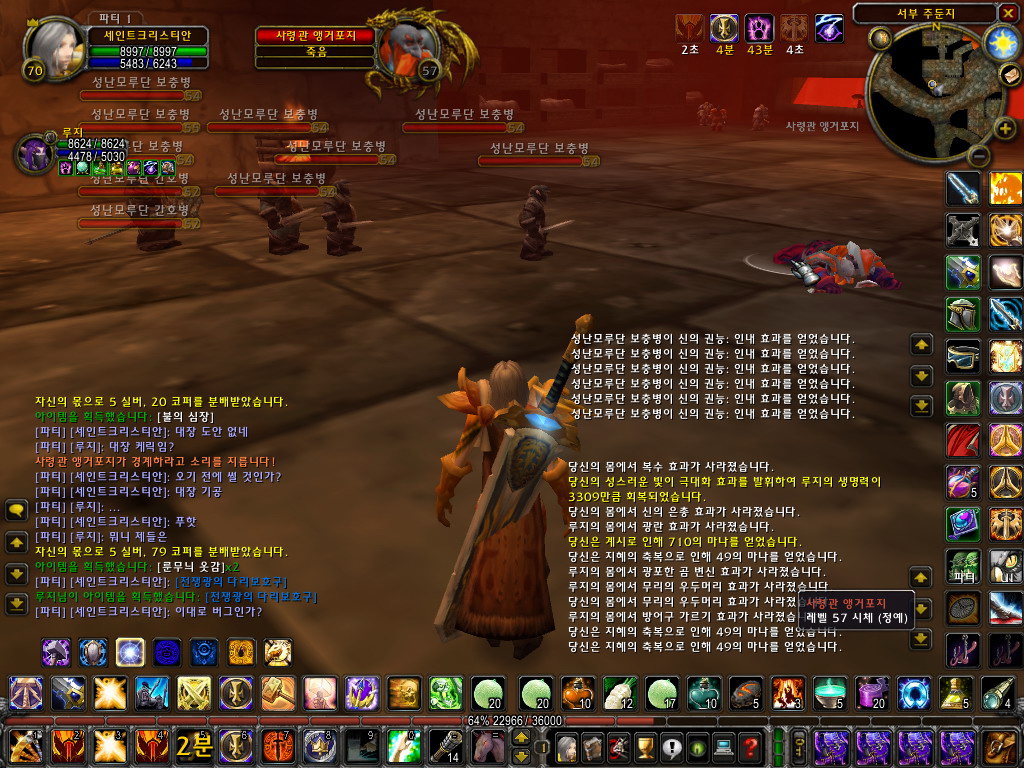 파티 1
세인트크리스티안
8997 / 8997
5483 / 6243
70
사령관 앵거포지
죽음
57
2초
4분
43분
4초
서부 주둔지
N
성난모루단 보충병
54
성난모루단 보충병
성난모루단 보충병
54
성난모루단 보충병
54
사령관 앵거포지
루지
8624 / 8624
4478 / 5030
성난모루단 보충병
54
성난모루단 보충병
54
성난모루단 간호병
52
성난모루단 보충병
54
성난모루단 간호병
52
성난모루단 보충병이 신의 권능: 인내 효과를 얻었습니다.
성난모루단 보충병이 신의 권능: 인내 효과를 얻었습니다.
성난모루단 보충병이 신의 권능: 인내 효과를 얻었습니다.
성난모루단 보충병이 신의 권능: 인내 효과를 얻었습니다.
성난모루단 보충병이 신의 권능: 인내 효과를 얻었습니다.
성난모루단 보충병이 신의 권능: 인내 효과를 얻었습니다.
자신의 몫으로 5 실버, 20 코퍼를 분배받았습니다.
아이템을 획득했습니다: [불의 심장]
[파티] [세인트크리스티안]: 대장 도안 없네
[파티] [루지]: 대장 케릭임?
사령관 앵거포지가 경계하라고 소리를 지릅니다!
[파티] [세인트크리스티안]: 오기 전에 썰 것인가?
[파티] [세인트크리스티안]: 대장 기공
[파티] [루지]: ...
[파티] [세인트크리스티안]: 푸핫
[파티] [루지]: 뭐니 제들은
자신의 몫으로 5 실버, 79 코퍼를 분배받았습니다.
아이템을 획득했습니다: [룬무늬 옷감]x2
[파티] [세인트크리스티안]: [전쟁광의 다리보호구]
루지님이 아이템을 획득했습니다: [전쟁광의 다리보호구]
[파티] [세인트크리스티안]: 이대로 버그인가?
당신의 몸에서 복수 효과가 사라졌습니다.
당신의 성스러운 빛이 극대화 효과를 발휘하여 루지의 생명력이
3309만큼 회복되었습니다.
당신의 몸에서 신의 은총 효과가 사라졌습니다.
루지의 몸에서 광란 효과가 사라졌습니다.
당신은 계시로 인해 710의 마나를 얻었습니다.
당신은 지혜의 축복으로 인해 49의 마나를 얻었습니다.
루지의 몸에서 광포한 곰 변신 효과가 사라졌습니다.
루지의 몸에서 무리의 우두머리 효과가 사라졌습니다.
당신의 몸에서 무리의 우두머리 효과가
루지의 몸에서 방어구 가르기 효과가
당신은 지혜의 축복으로 인해 49의 마나를 얻었습니다.
당신은 지혜의 축복으로 인해 49의 마나를 얻었습니다.
사령관 앵거포지
레벨 57 시체 (정예)
5
파티
20
20
10
12
17
10
5
3
5
20
5
4
64% 22966 / 36000
2분
14